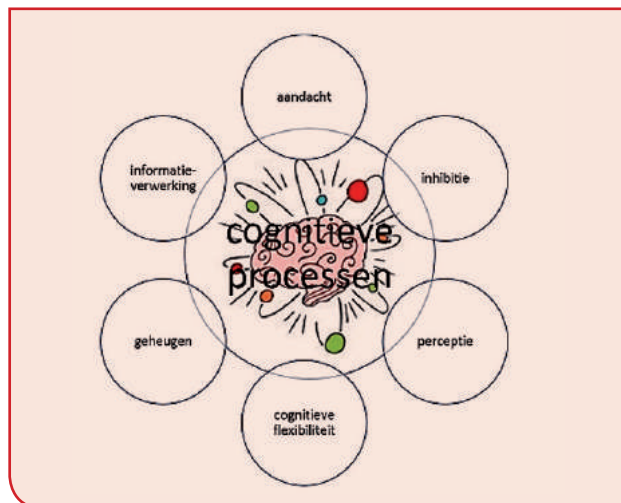 aandacht
informatie-
verwerking
inhibitie
cognitieve
processen
geheugen
perceptie
cognitieve
flexibiliteit